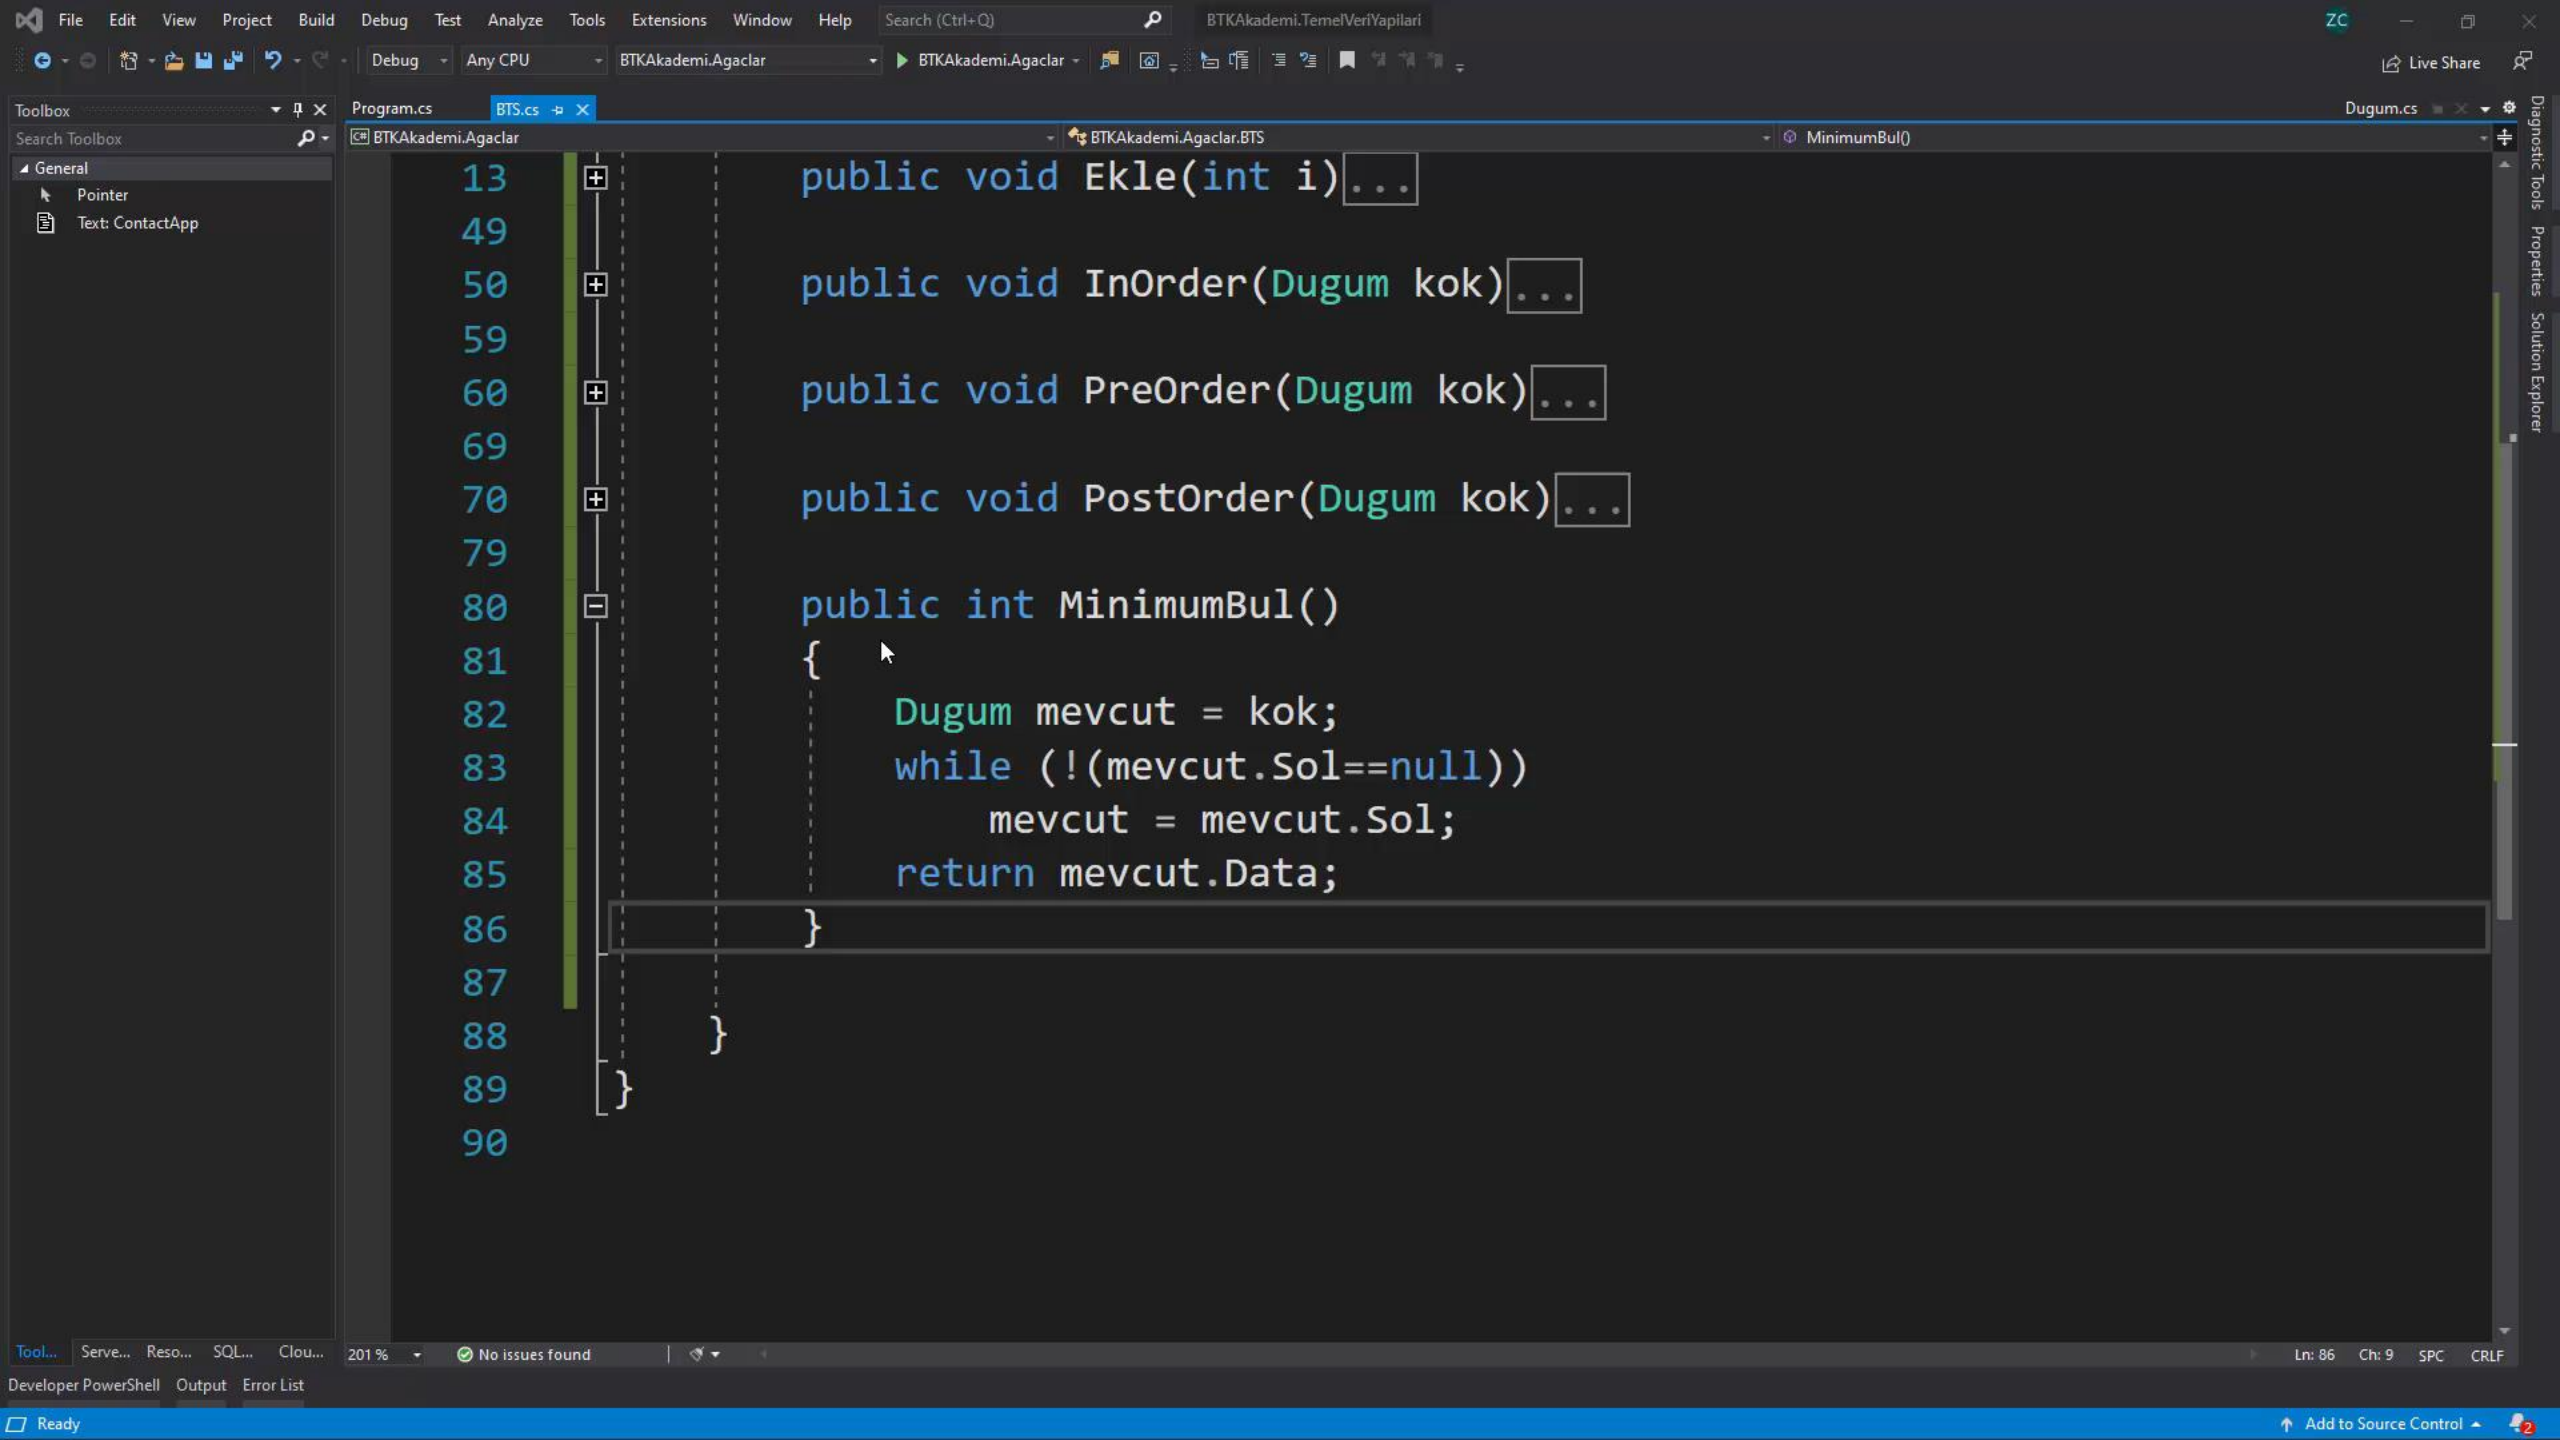 File Edit View Project Build Debug Test Analyze Tools Extensions Window Help Search (Ctrl+Q) BTKAkademi.TemelVeriYapilari ZC
Debug Any CPU BTKAkademi.Agaclar BTKAkademi.Agaclar Live Share
Toolbox Program.cs BTS.cs Dugum.cs
Search Toolbox BTKAkademi.Agaclar BTKAkademi.Agaclar.BTS MinimumBul()
General
Pointer
Text: ContactApp
13 public void Ekle(int i)...
49
50 public void InOrder(Dugum kok)...
59
60 public void PreOrder(Dugum kok)...
69
70 public void PostOrder(Dugum kok)...
79
80 public int MinimumBul()
81 {
82 Dugum mevcut = kok;
83 while (!(mevcut.Sol==null))
84 mevcut = mevcut.Sol;
85 return mevcut.Data;
86 }
87
88 }
89 }
90
Diagnostic Tools
Properties
Solution Explorer
Tool... Serve... Reso... SQL... Clou... 201 % No issues found Ln: 86 Ch: 9 SPC CRLF
Developer PowerShell Output Error List
Ready Add to Source Control 2